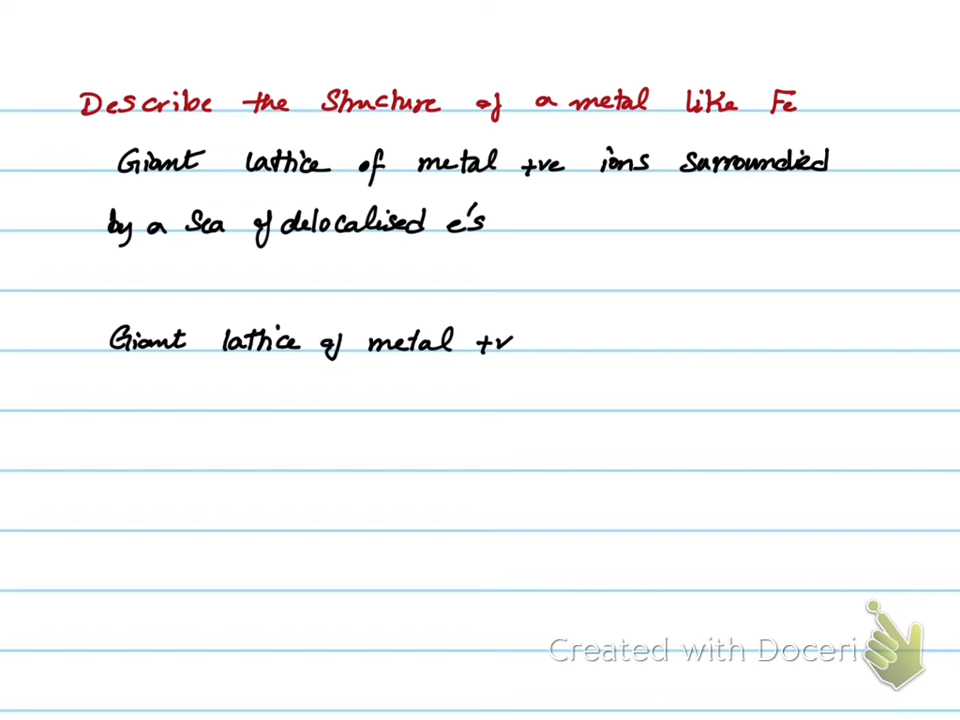 Describe the Structure of a metal like Fe
Giant lattice of metal +ve ions surrounded
by a Sea of delocalised e's
Giant lattice of metal +v
Created with Doceri